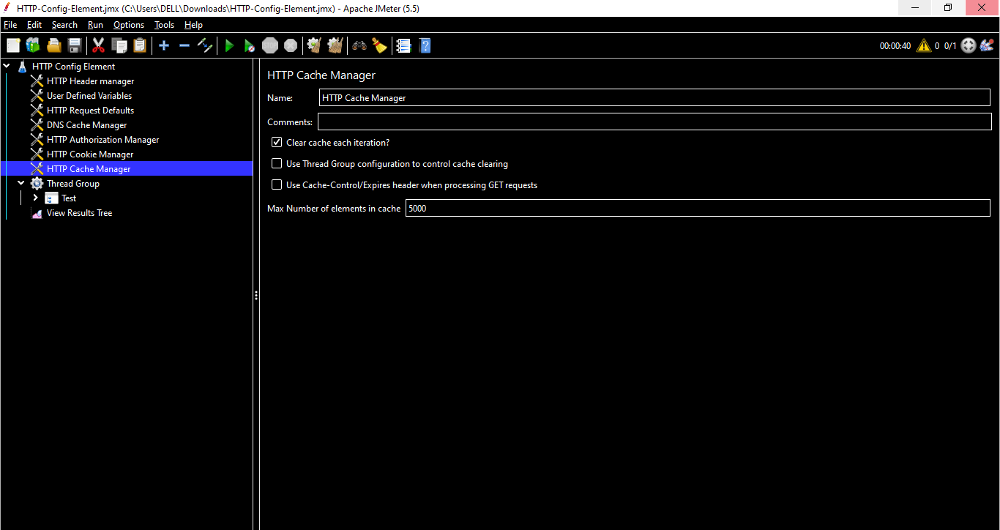 HTTP-Config-Element.jmx (C:\Users\DELL\Downloads\HTTP-Config-Element.jmx) - Apache JMeter (5.5)
File Edit Search Run Options Tools Help
00:00:40 0 0/1
HTTP Config Element
HTTP Header manager
User Defined Variables
HTTP Request Defaults
DNS Cache Manager
HTTP Authorization Manager
HTTP Cookie Manager
HTTP Cache Manager
Thread Group
Test
View Results Tree
HTTP Cache Manager
Name: HTTP Cache Manager
Comments:
Clear cache each iteration?
Use Thread Group configuration to control cache clearing
Use Cache-Control/Expires header when processing GET requests
Max Number of elements in cache 5000